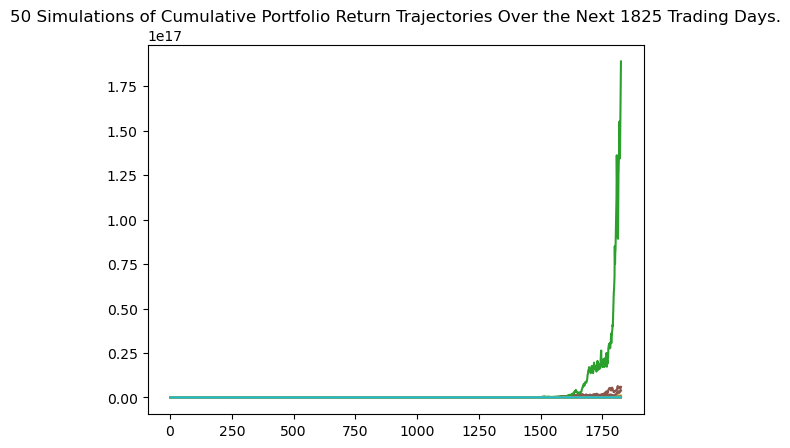 50 Simulations of Cumulative Portfolio Return Trajectories Over the Next 1825 Trading Days.
1e17
1.75
1.50
1.25
1.00
0.75
0.50
0.25
0.00
0 250 500 750 1000 1250 1500 1750